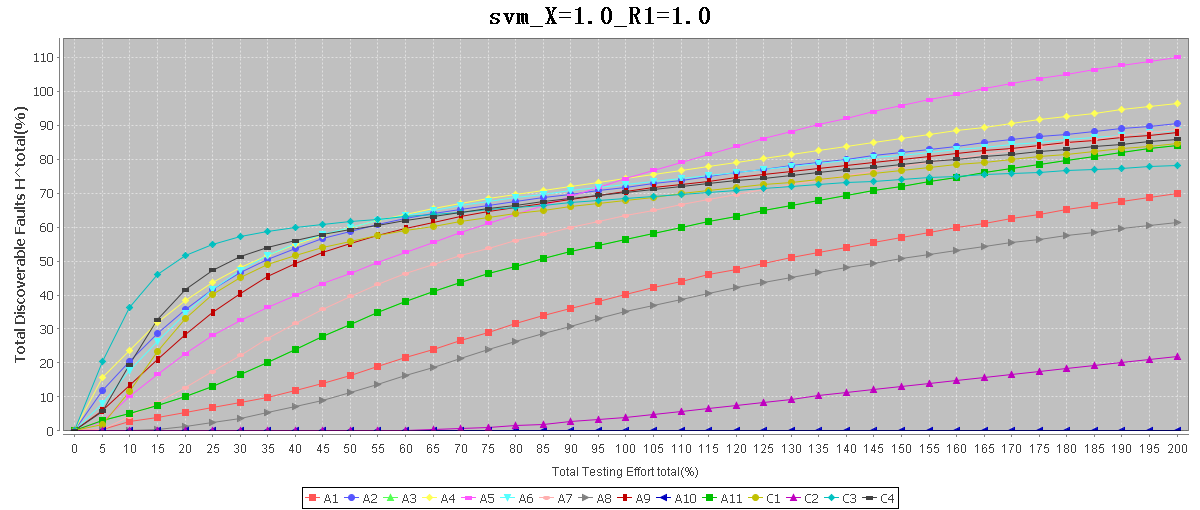 svm_X=1.0_R1=1.0
Total Discoverable Faults H^total(%)
110
100
90
80
70
60
50
40
30
20
10
0
0 5 10 15 20 25 30 35 40 45 50 55 60 65 70 75 80 85 90 95 100 105 110 115 120 125 130 135 140 145 150 155 160 165 170 175 180 185 190 195 200
Total Testing Effort total(%)
A1 A2 A3 A4 A5 A6 A7 A8 A9 A10 A11 C1 C2 C3 C4